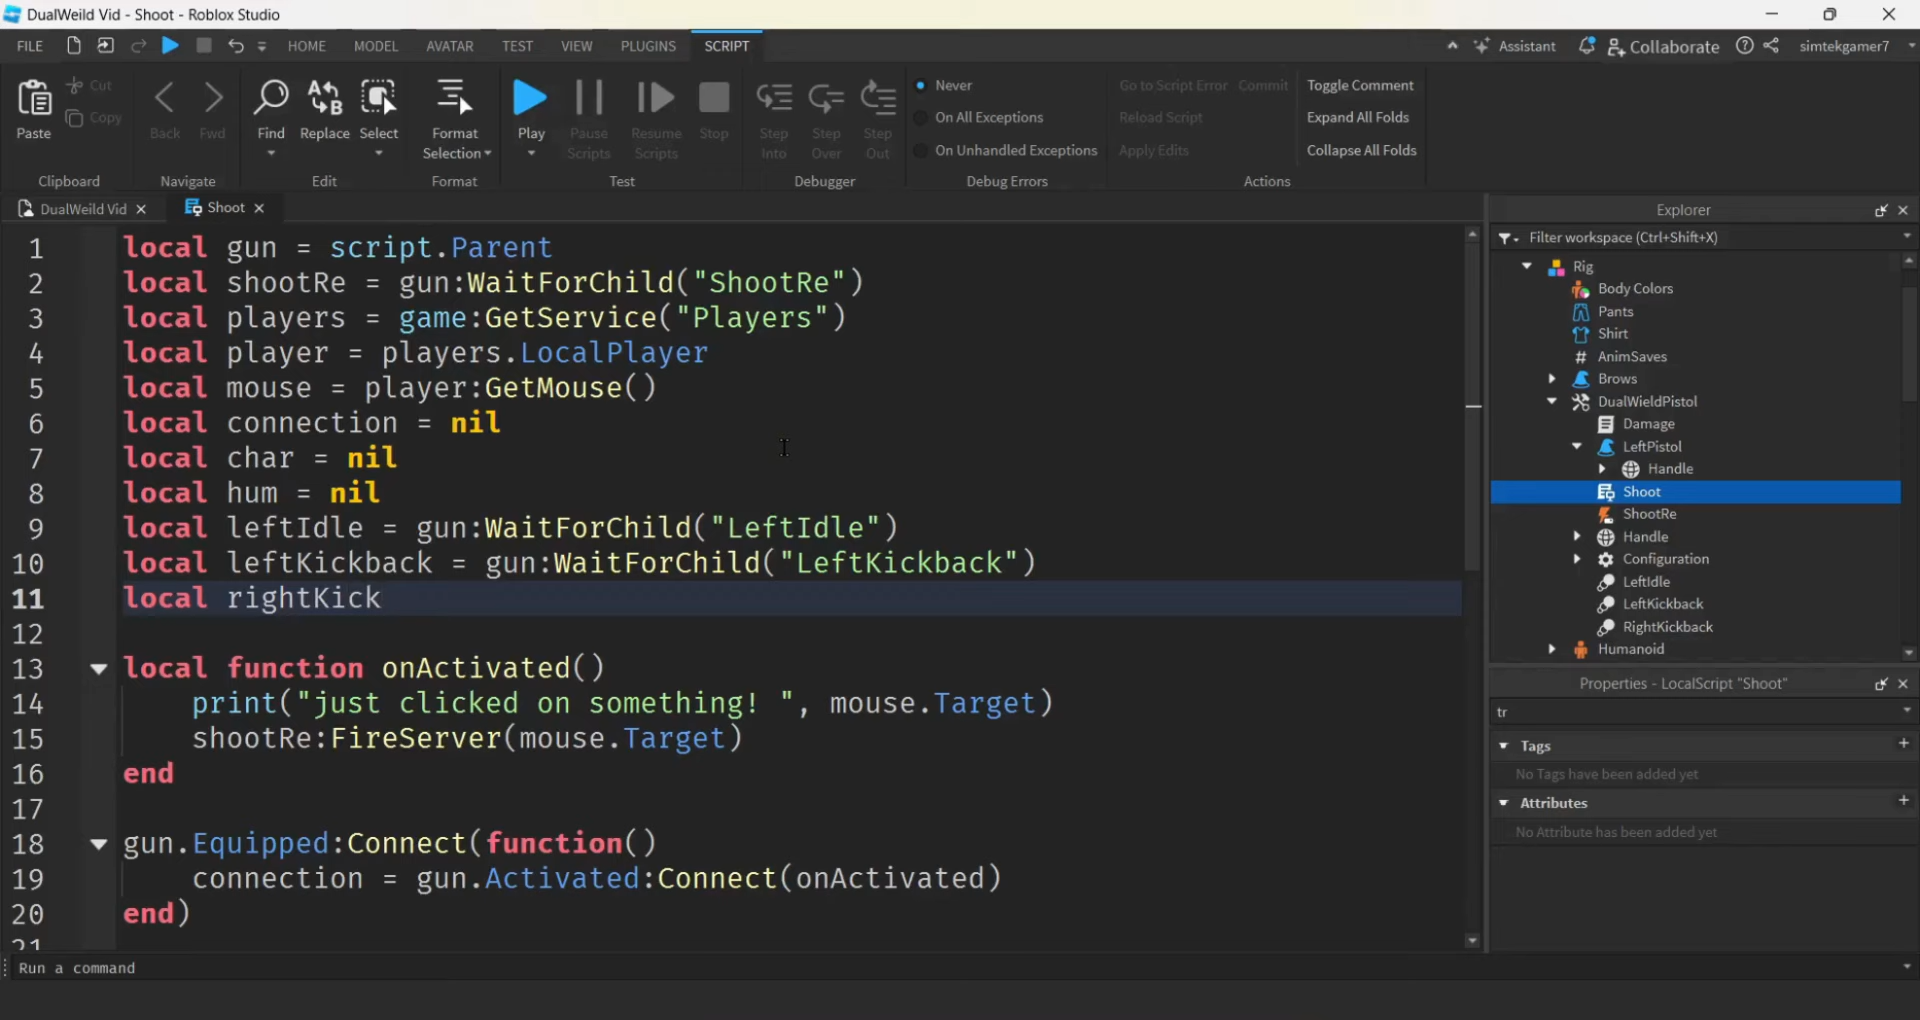 DualWeild Vid - Shoot - Roblox Studio
FILE HOME MODEL AVATAR TEST VIEW PLUGINS SCRIPT Assistant Collaborate simtekgamer7
Paste
Cut
Copy
Clipboard
Back Fwd
Navigate
Find Replace Select
Edit
Format
Selection
Format
Play
Pause
Scripts
Resume
Scripts
Stop
Test
Step
Into
Step
Over
Step
Out
Debugger
Never
On All Exceptions
On Unhandled Exceptions
Debug Errors
Go to Script Error Commit
Reload Script
Apply Edits
Toggle Comment
Expand All Folds
Collapse All Folds
Actions
DualWeild Vid Shoot
1 local gun = script.Parent
2 local shootRe = gun:WaitForChild("ShootRe")
3 local players = game:GetService("Players")
4 local player = players.LocalPlayer
5 local mouse = player:GetMouse()
6 local connection = nil
7 local char = nil
8 local hum = nil
9 local leftIdle = gun:WaitForChild("LeftIdle")
10 local leftKickback = gun:WaitForChild("LeftKickback")
11 local rightKick
12
13 local function onActivated()
14 print("just clicked on something! ", mouse.Target)
15 shootRe:FireServer(mouse.Target)
16 end
17
18 gun.Equipped:Connect(function()
19 connection = gun.Activated:Connect(onActivated)
20 end)
21
Explorer
Filter workspace (Ctrl+Shift+X)
Rig
Body Colors
Pants
Shirt
# AnimSaves
Brows
DualWieldPistol
Damage
LeftPistol
Handle
Shoot
ShootRe
Handle
Configuration
LeftIdle
LeftKickback
RightKickback
Humanoid
Properties - LocalScript "Shoot"
tr
Tags
No Tags have been added yet
Attributes
No Attribute has been added yet
Run a command